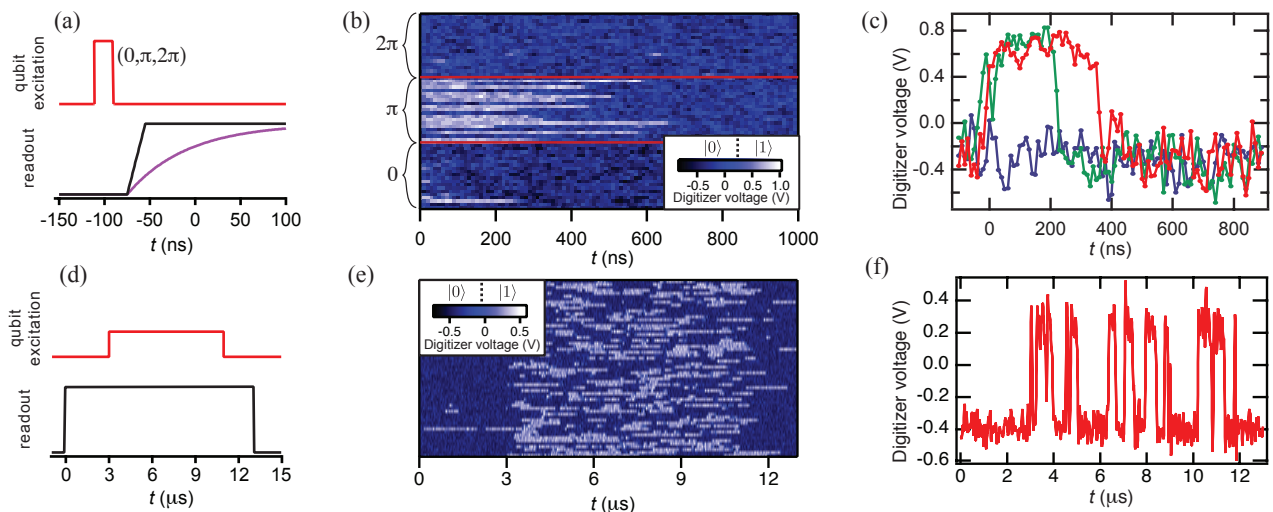 (a)
qubit
excitation
(0,π,2π)
readout
-150 -100 -50 0 50 100
t (ns)
(b)
2π
π
0
|0⟩ |1⟩
-0.5 0.2 1.0
Digitizer voltage (V)
0 200 400 600 800 1000
t (ns)
(c)
Digitizer voltage (V)
0.8
0.4
0.0
-0.4
0 200 400 600 800
t (ns)
(d)
qubit
excitation
readout
0 3 6 9 12 15
t (μs)
(e)
|0⟩ |1⟩
-0.5 0 0.5
Digitizer voltage (V)
0 3 6 9 12
t (μs)
(f)
Digitizer voltage (V)
0.4
0.2
0.0
-0.2
-0.4
-0.6
0 2 4 6 8 10 12
t (μs)